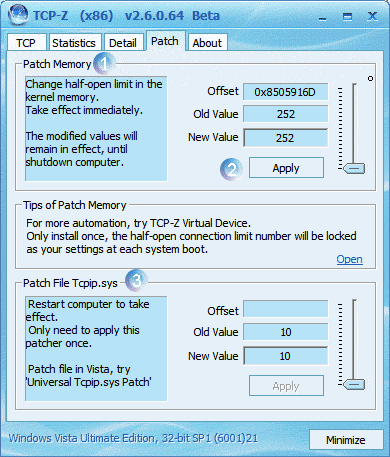 TCP-Z (x86) v2.6.0.64 Beta
TCP Statistics Detail Patch About
Patch Memory 1
Change half-open limit in the
kernel memory.
Take effect immediately.
The modified values will
remain in effect, until
shutdown computer.
Offset 0x8505916D
Old Value 252
New Value 252
2 Apply
Tips of Patch Memory
For more automation, try TCP-Z Virtual Device.
Only install once, the half-open connection limit number will be locked
as your settings at each system boot.
Open
Patch File Tcpip.sys 3
Restart computer to take
effect.
Only need to apply this
patcher once.
Patch file in Vista, try
'Universal Tcpip.sys Patch'
Offset
Old Value 10
New Value 10
Apply
Windows Vista Ultimate Edition, 32-bit SP1 (6001)21
Minimize